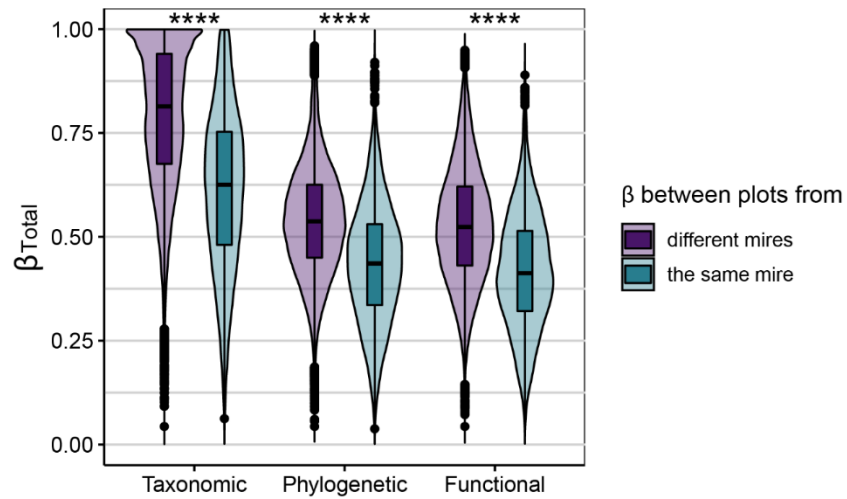 **** **** ****
1.00
0.75
0.50
0.25
0.00
βTotal
Taxonomic Phylogenetic Functional
β between plots from
different mires
the same mire